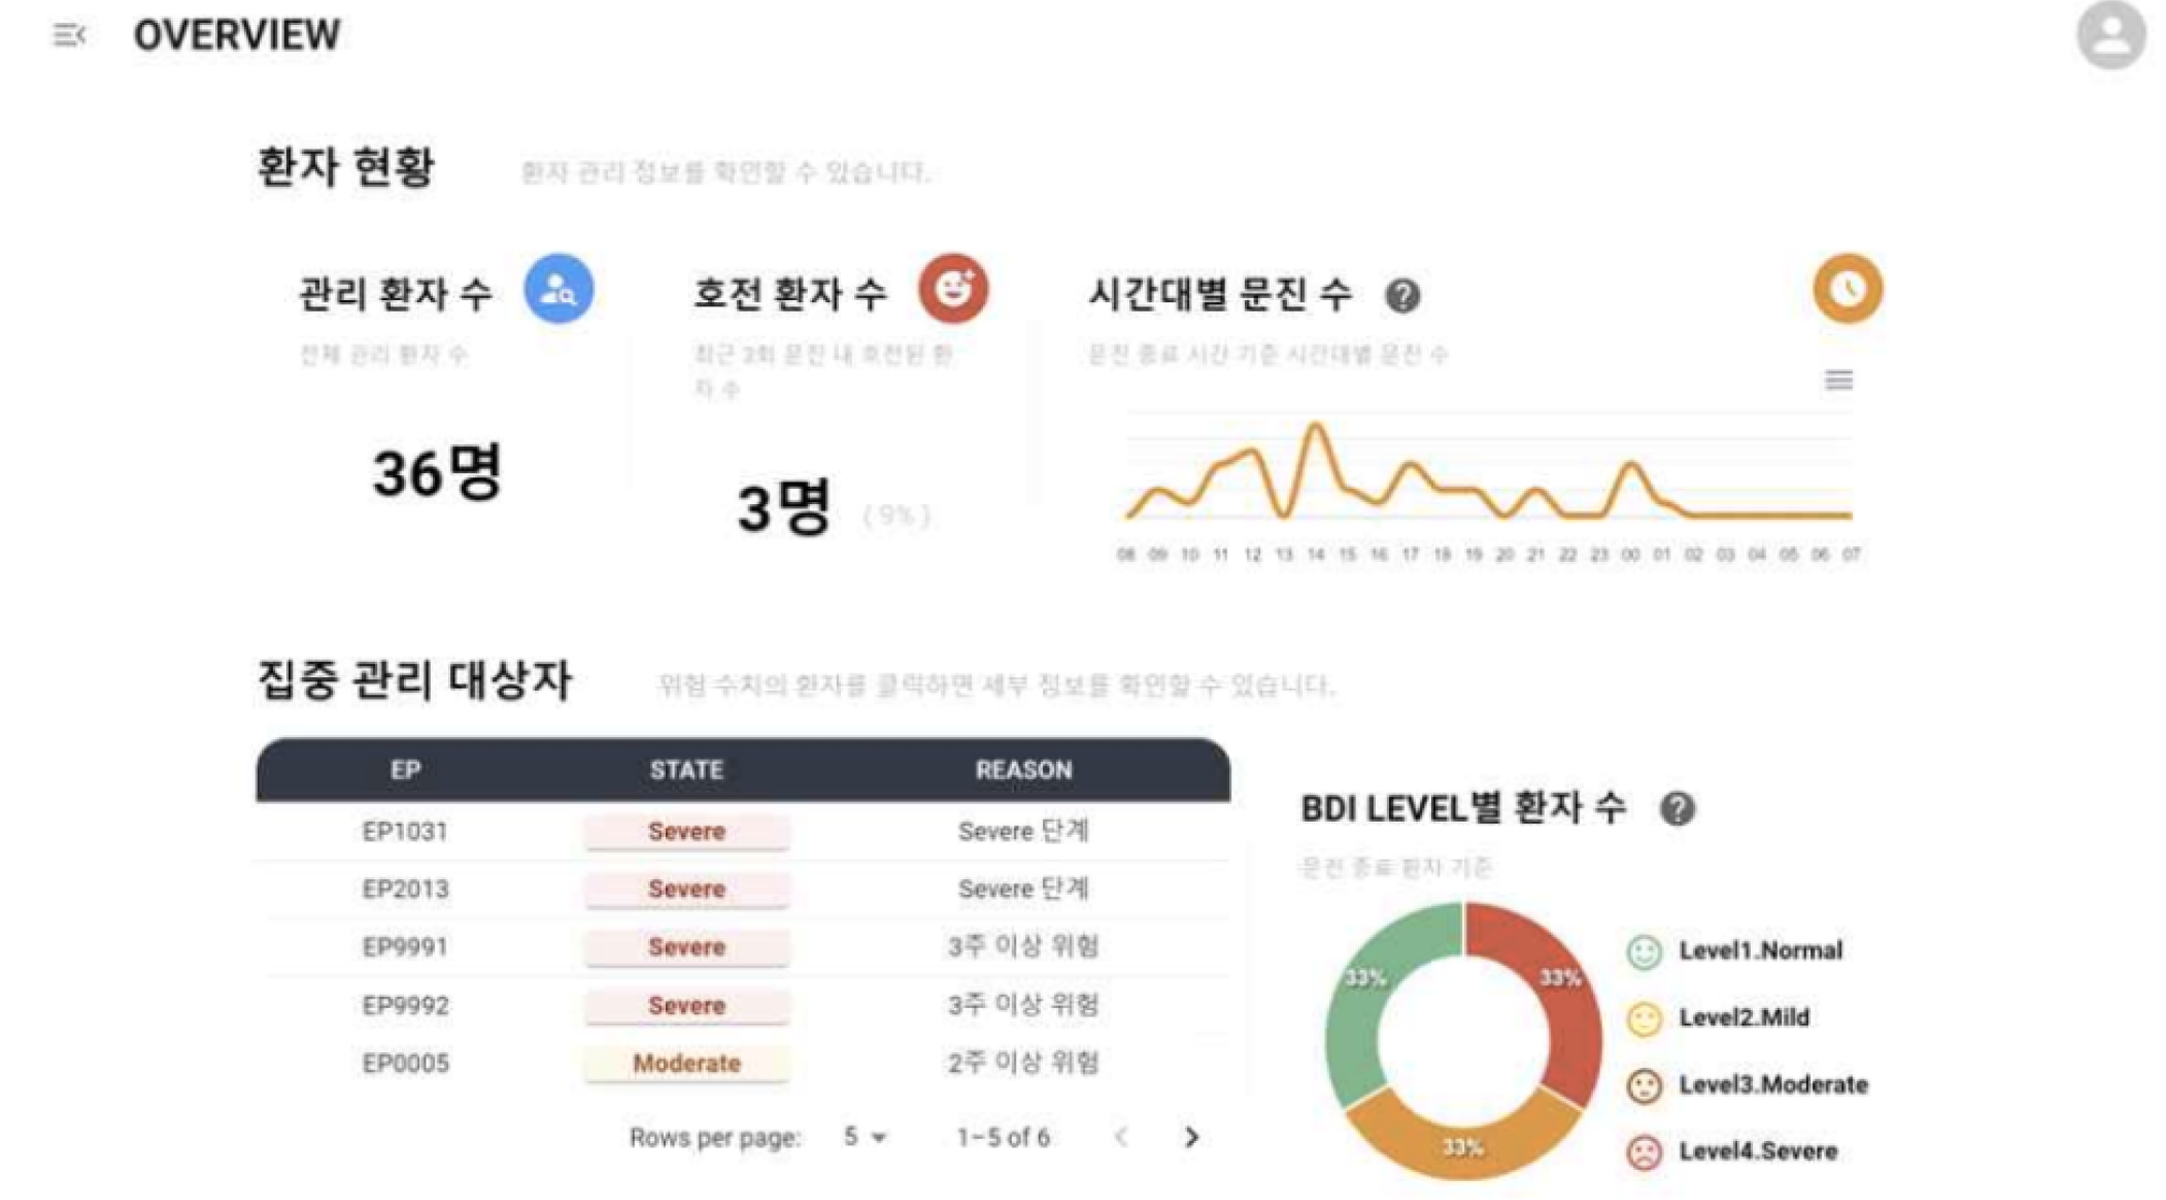 OVERVIEW
환자 현황
환자 관리 정보를 확인할 수 있습니다.
관리 환자 수
전체 관리 환자 수
36명
호전 환자 수
최근 3회 문진 내 호전된 환
자 수
3명 (9%)
시간대별 문진 수
문진 종료 시간 기준 시간대별 문진 수
08 09 10 11 12 13 14 15 16 17 18 19 20 21 22 23 00 01 02 03 04 05 06 07
집중 관리 대상자
위험 수치의 환자를 클릭하면 세부 정보를 확인할 수 있습니다.
EP STATE REASON
EP1031 Severe Severe 단계
EP2013 Severe Severe 단계
EP9991 Severe 3주 이상 위험
EP9992 Severe 3주 이상 위험
EP0005 Moderate 2주 이상 위험
Rows per page: 5 1–5 of 6
BDI LEVEL별 환자 수
문진 종료 환자 기준
33%
33%
33%
Level1.Normal
Level2.Mild
Level3.Moderate
Level4.Severe